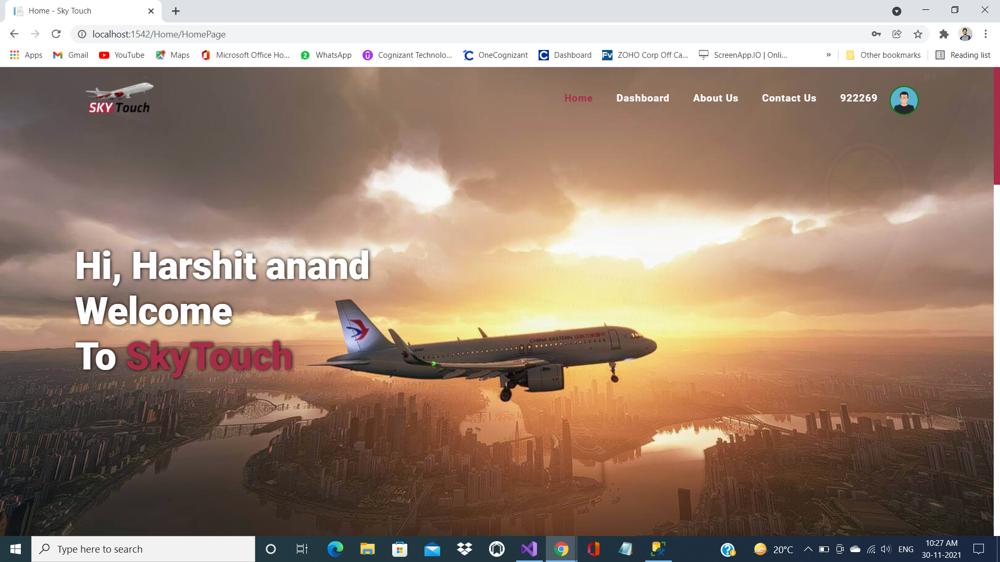 Home - Sky Touch
localhost:1542/Home/HomePage
Apps
Gmail
YouTube
Maps
Microsoft Office Ho...
2
WhatsApp
Cognizant Technolo...
OneCognizant
Dashboard
Fv
ZOHO Corp Off Ca...
ScreenApp.IO | Onli...
»
Other bookmarks
Reading list
SKY Touch
Home
Dashboard
About Us
Contact Us
922269
Hi, Harshit anand
Welcome
To SkyTouch
CHINA EASTERN
Type here to search
20°C
ENG
10:27 AM
30-11-2021